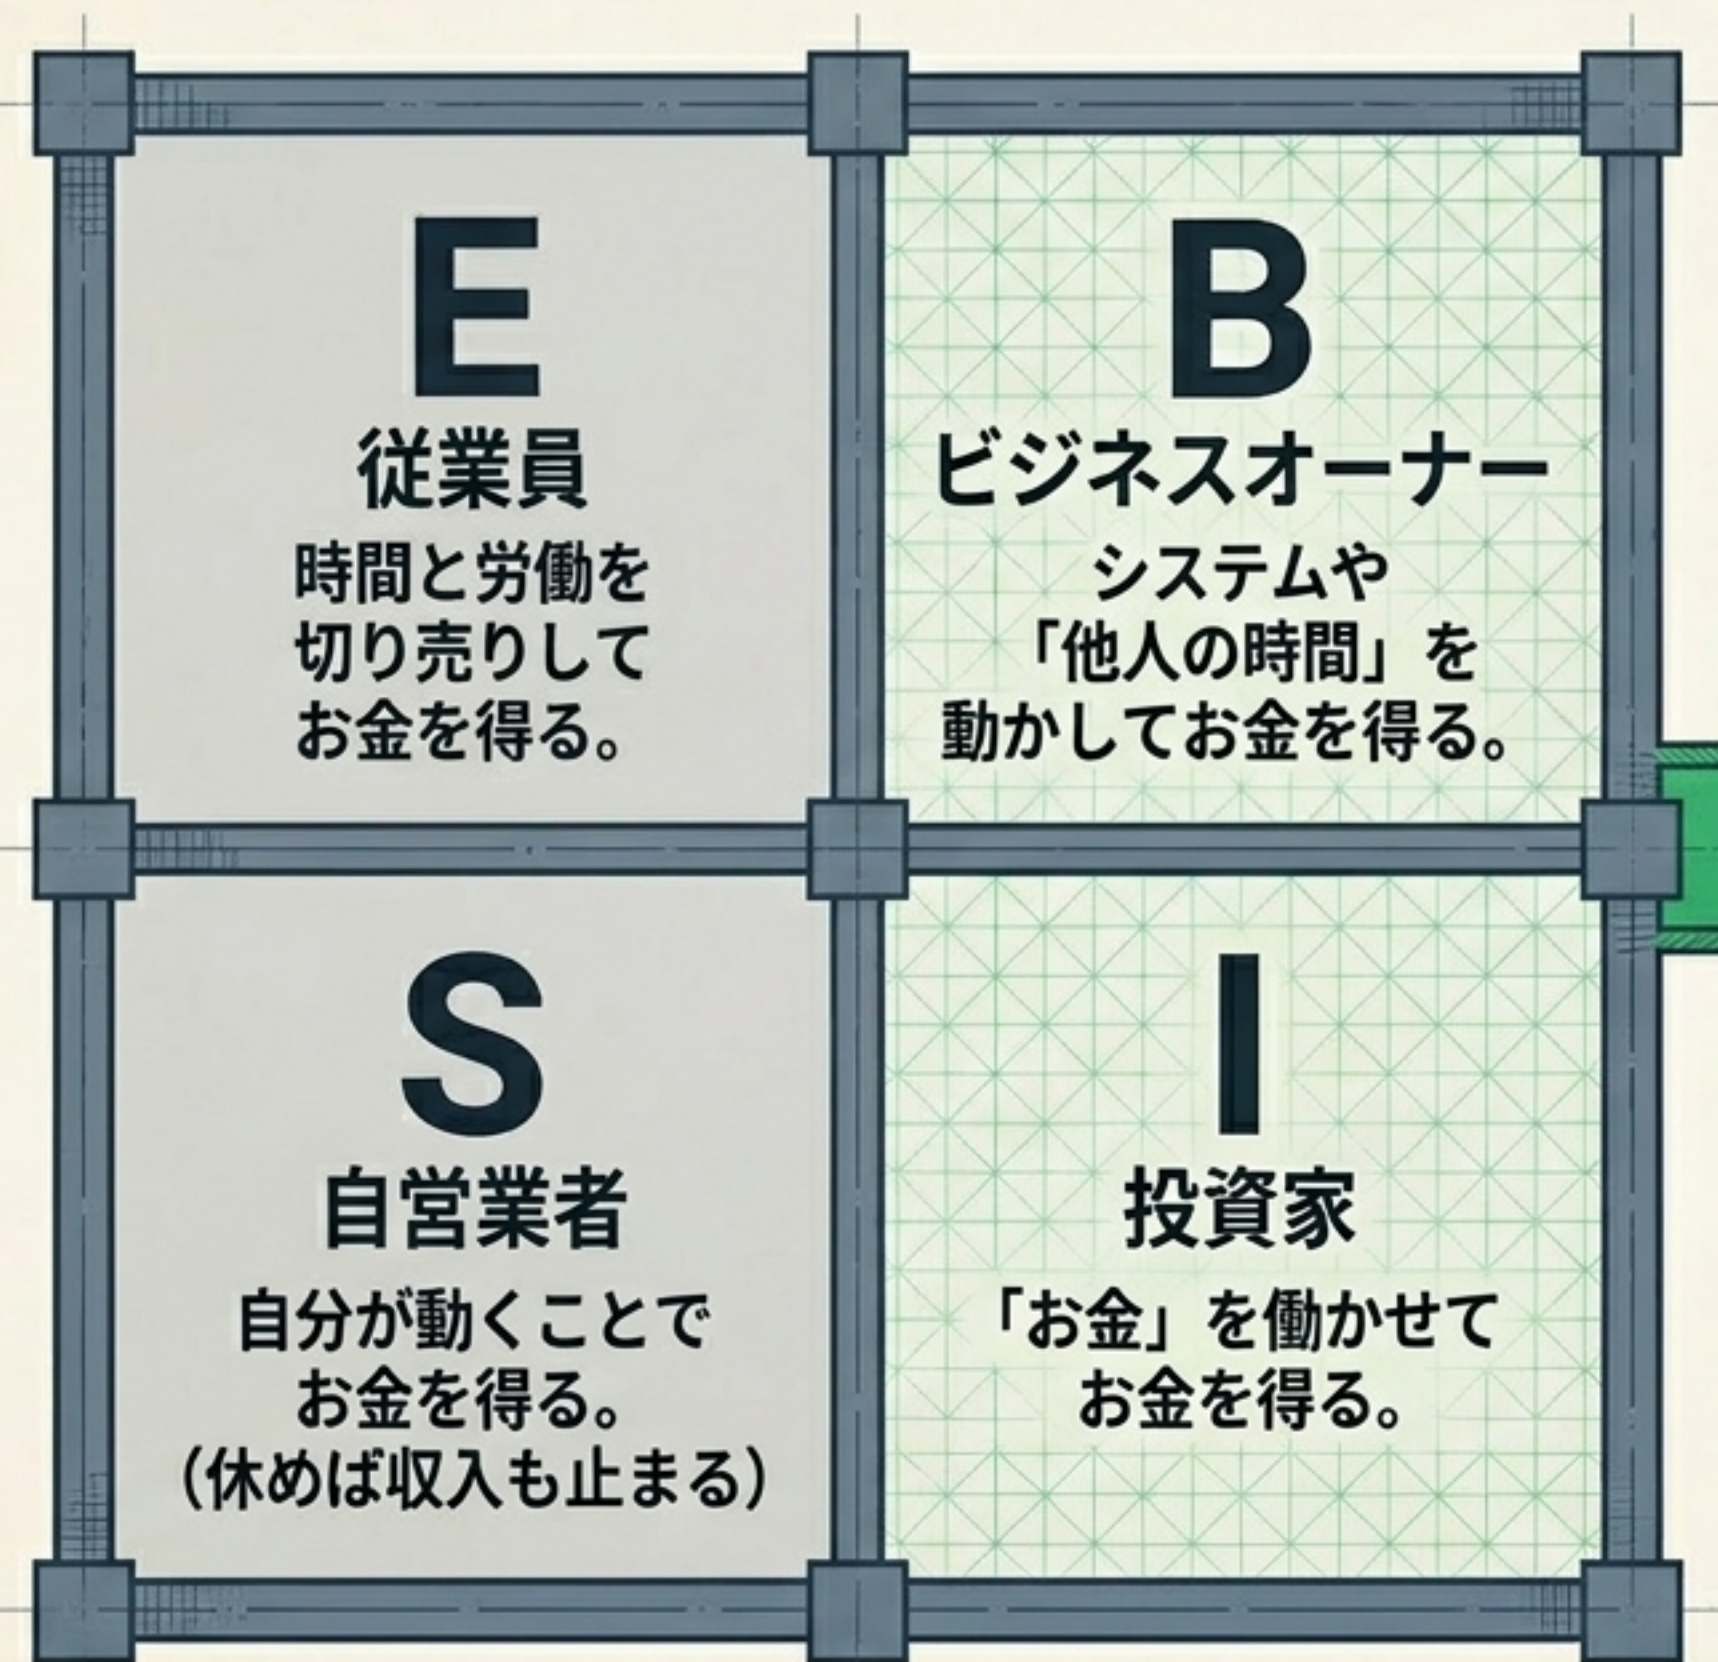 E
従業員
時間と労働を
切り売りして
お金を得る。
B
ビジネスオーナー
システムや
「他人の時間」を
動かしてお金を得る。
S
自営業者
自分が動くことで
お金を得る。
（休めば収入も止まる）
I
投資家
「お金」を働かせて
お金を得る。